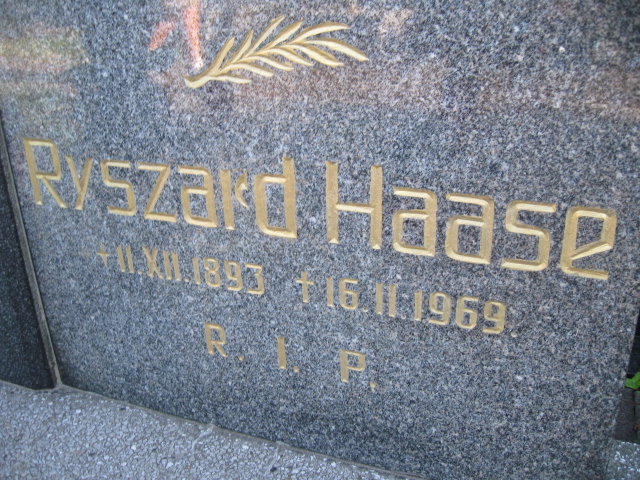 Ryszard Haase
+ 11.XII.1893 + 16.II.1969.
R. I. P.